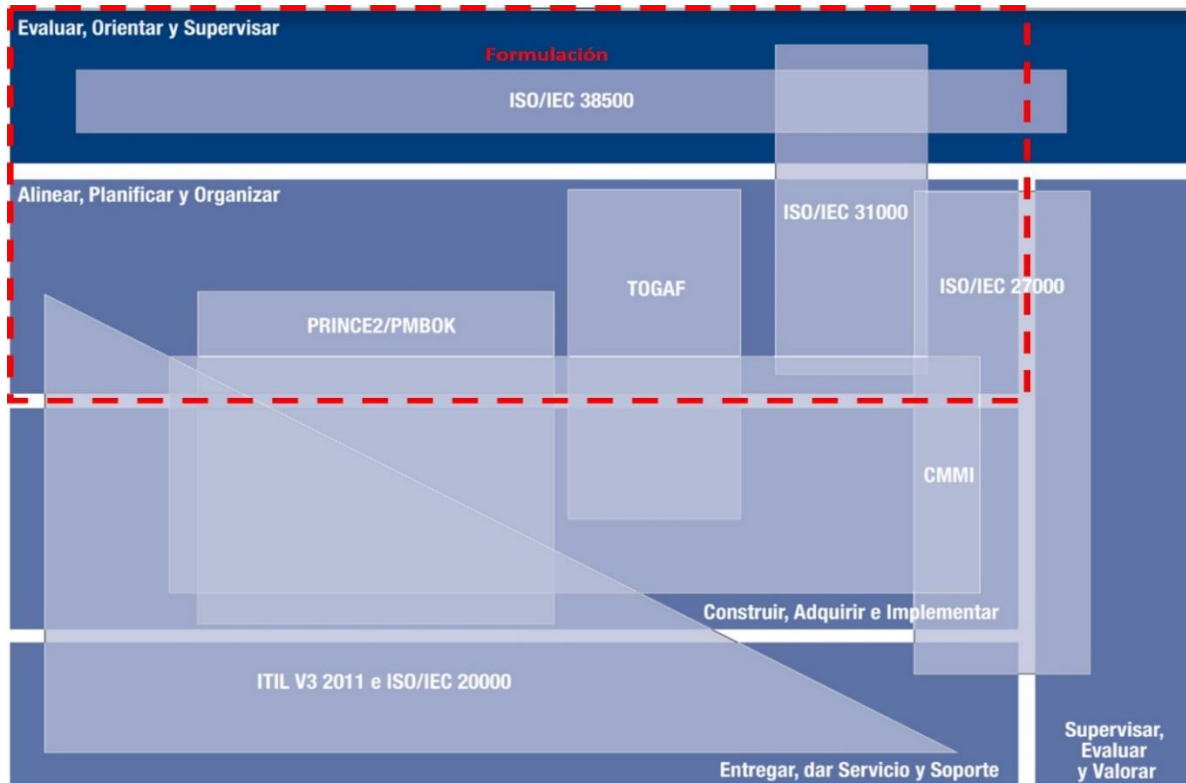 Evaluar, Orientar y Supervisar
Formulación
ISO/IEC 38500
Alinear, Planificar y Organizar
ISO/IEC 31000
TOGAF
ISO/IEC 27000
PRINCE2/PMBOK
CMMI
Construir, Adquirir e Implementar
ITIL V3 2011 e ISO/IEC 20000
Entregar, dar Servicio y Soporte
Supervisar,
Evaluar
y Valorar